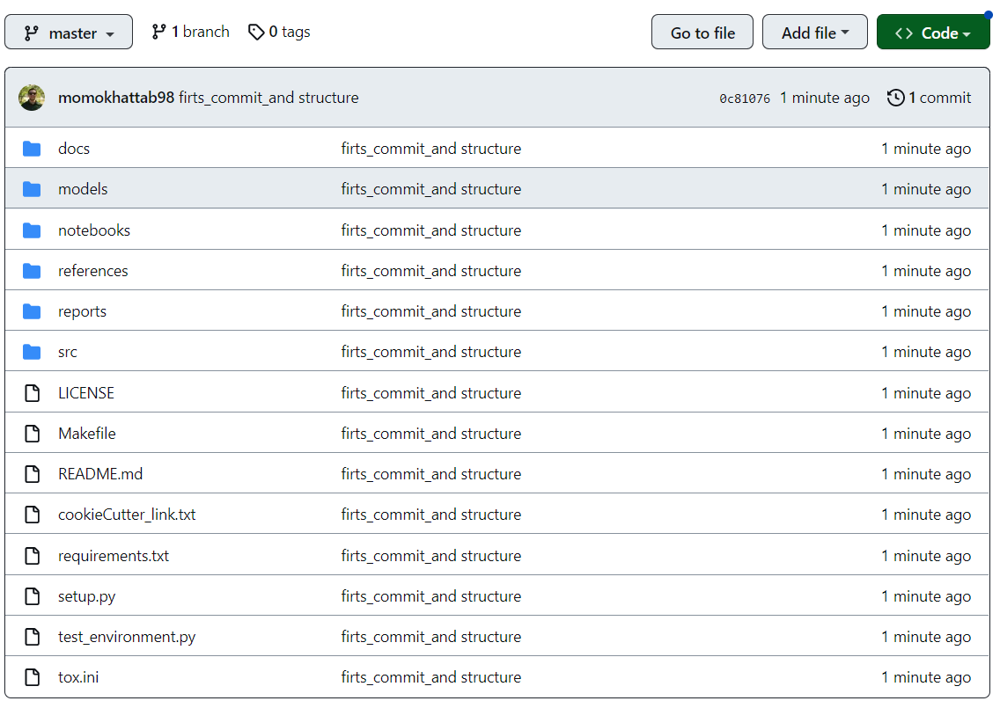 master 1 branch 0 tags Go to file Add file Code
momokhattab98 firts_commit_and structure 0c81076 1 minute ago 1 commit
docs firts_commit_and structure 1 minute ago
models firts_commit_and structure 1 minute ago
notebooks firts_commit_and structure 1 minute ago
references firts_commit_and structure 1 minute ago
reports firts_commit_and structure 1 minute ago
src firts_commit_and structure 1 minute ago
LICENSE firts_commit_and structure 1 minute ago
Makefile firts_commit_and structure 1 minute ago
README.md firts_commit_and structure 1 minute ago
cookieCutter_link.txt firts_commit_and structure 1 minute ago
requirements.txt firts_commit_and structure 1 minute ago
setup.py firts_commit_and structure 1 minute ago
test_environment.py firts_commit_and structure 1 minute ago
tox.ini firts_commit_and structure 1 minute ago